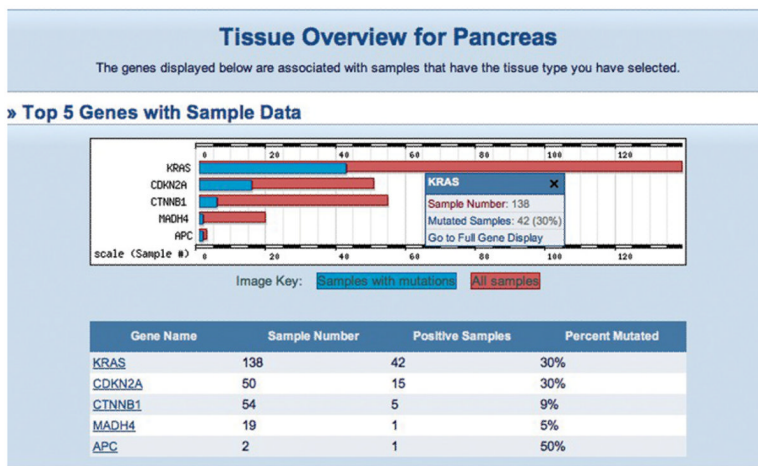 Tissue Overview for Pancreas
The genes displayed below are associated with samples that have the tissue type you have selected.
» Top 5 Genes with Sample Data
0 20 40 60 80 100 120
KRAS
CDKN2A
CTNNB1
MADH4
APC
scale (Sample #) 0 20 40 60 80 100 120
KRAS ×
Sample Number: 138
Mutated Samples: 42 (30%)
Go to Full Gene Display
Image Key: Samples with mutations All samples
Gene Name Sample Number Positive Samples Percent Mutated
KRAS 138 42 30%
CDKN2A 50 15 30%
CTNNB1 54 5 9%
MADH4 19 1 5%
APC 2 1 50%